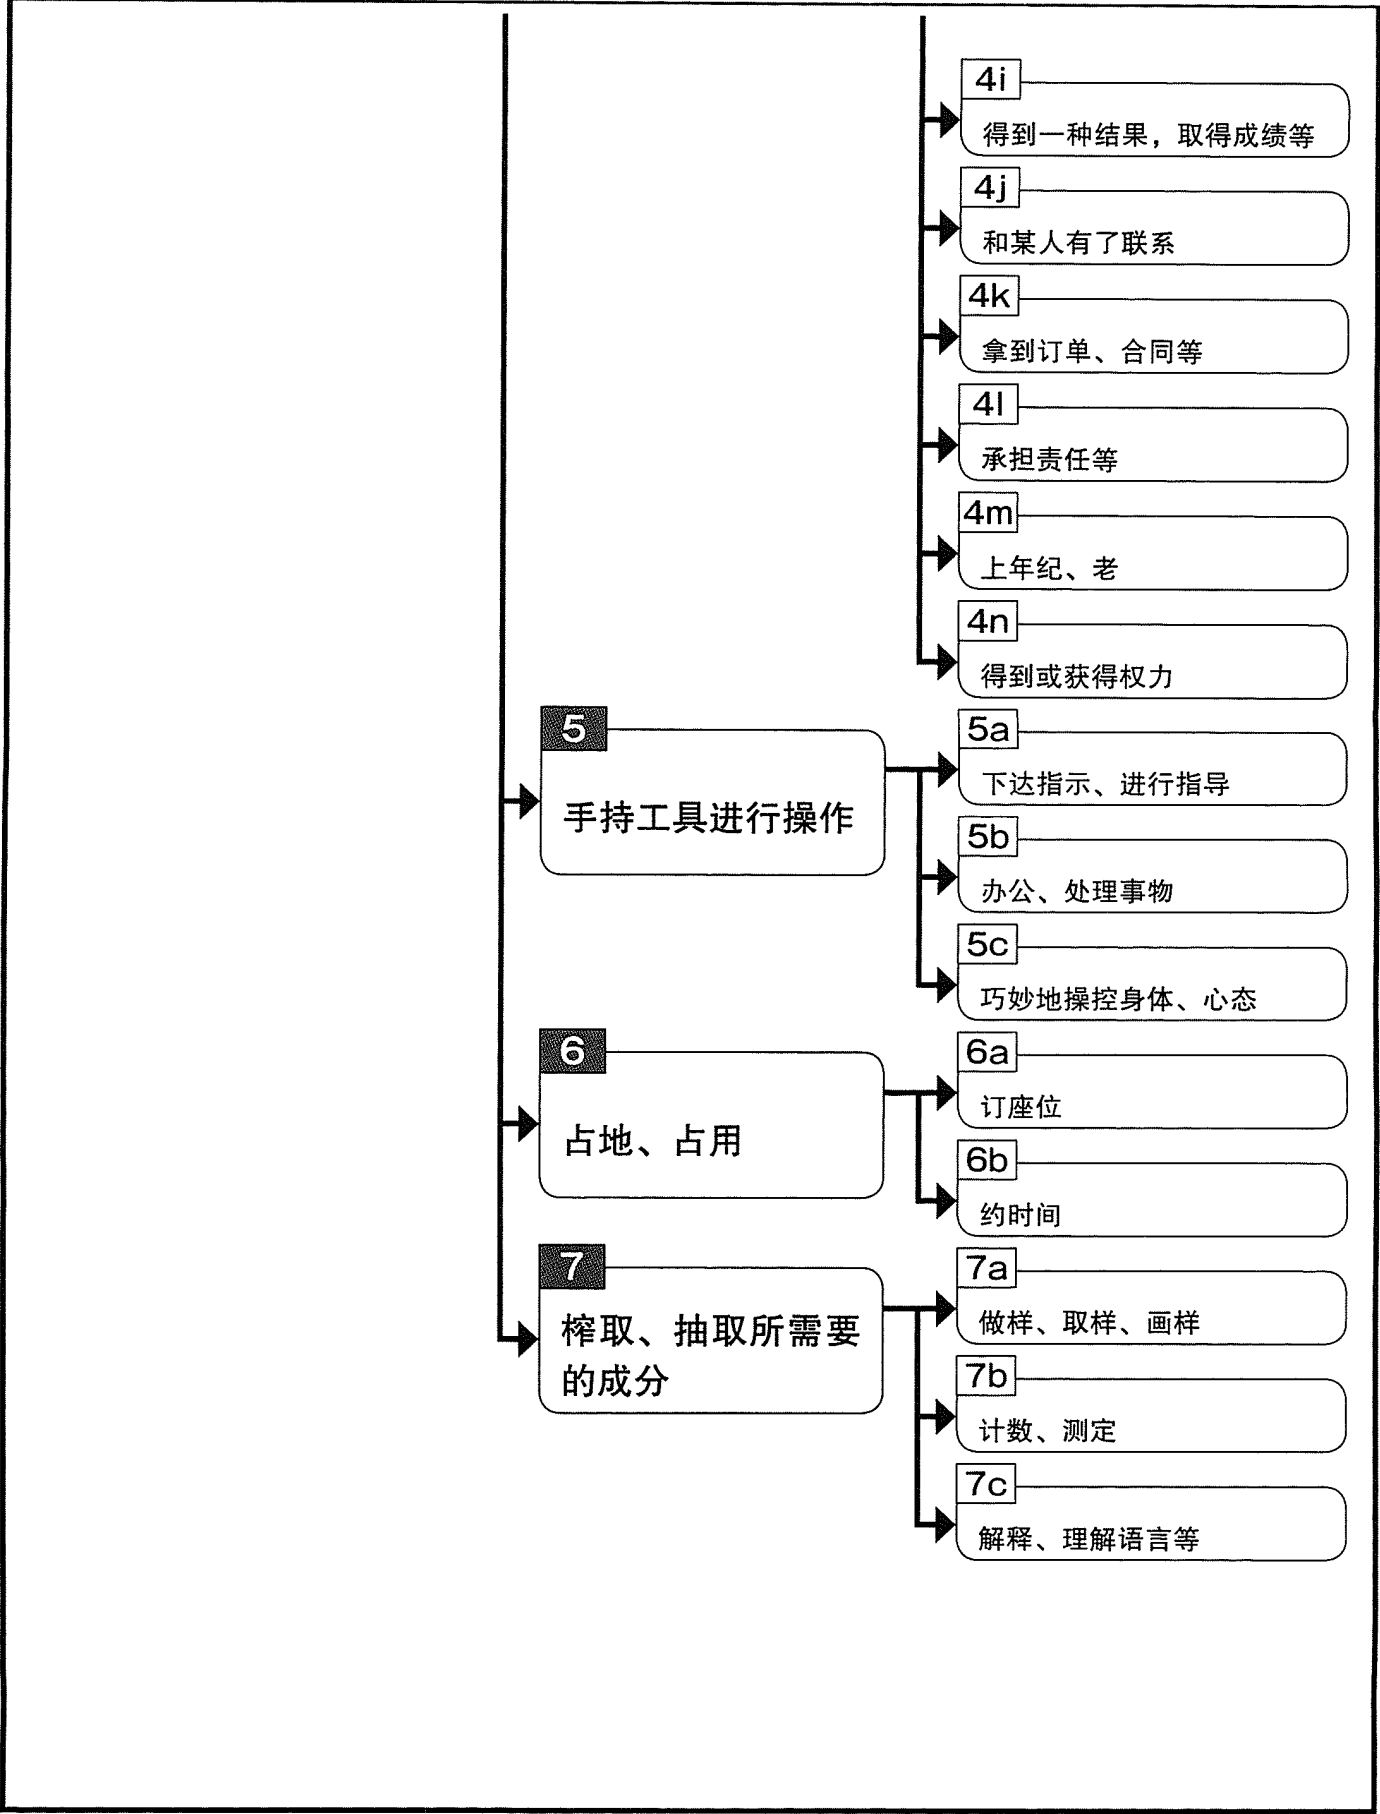 4i
得到一种结果，取得成绩等
4j
和某人有了联系
4k
拿到订单、合同等
4l
承担责任等
4m
上年纪、老
4n
得到或获得权力
5
手持工具进行操作
5a
下达指示、进行指导
5b
办公、处理事物
5c
巧妙地操控身体、心态
6
占地、占用
6a
订座位
6b
约时间
7
榨取、抽取所需要
的成分
7a
做样、取样、画样
7b
计数、测定
7c
解释、理解语言等